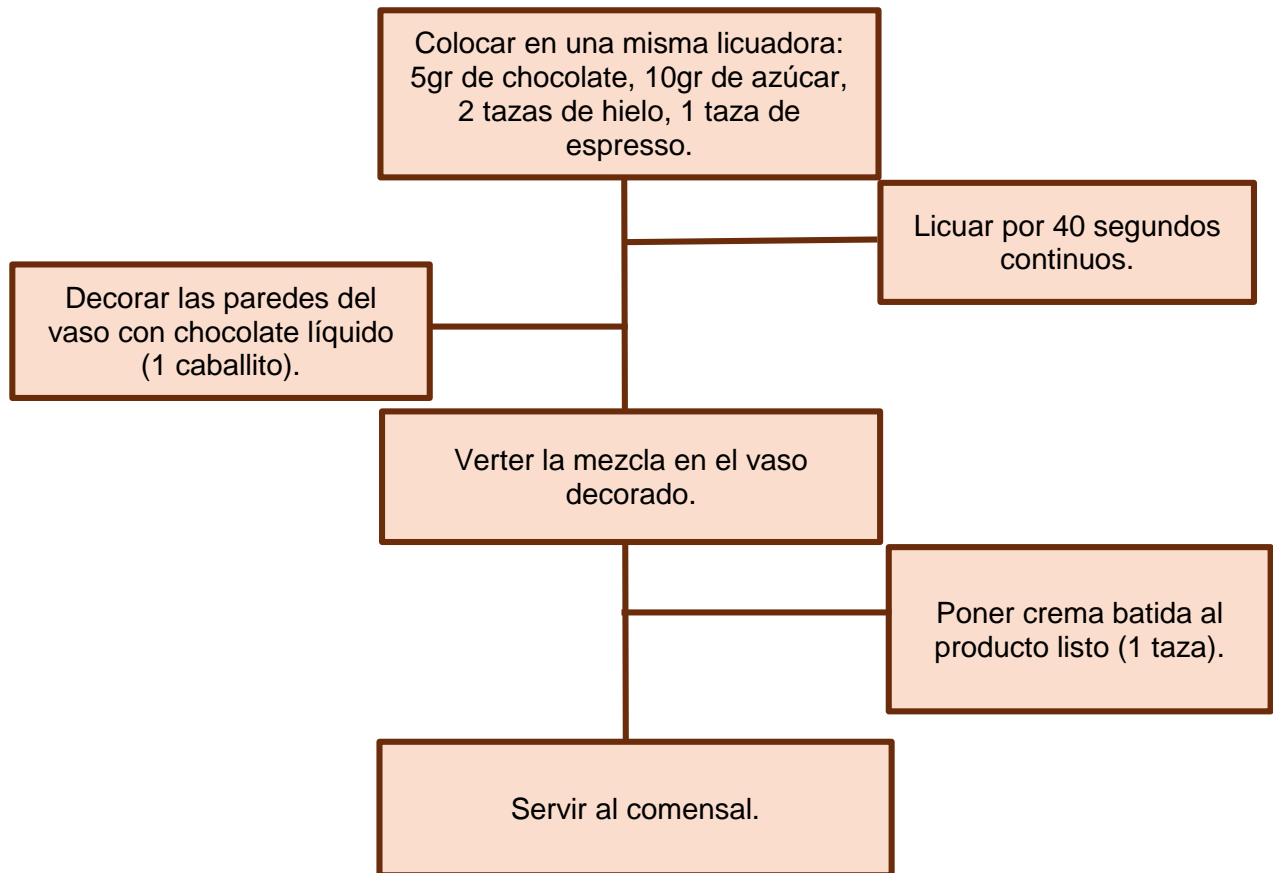 Colocar en una misma licuadora:
5gr de chocolate, 10gr de azúcar,
2 tazas de hielo, 1 taza de
espresso.
Licuar por 40 segundos
continuos.
Decorar las paredes del
vaso con chocolate líquido
(1 caballito).
Verter la mezcla en el vaso
decorado.
Poner crema batida al
producto listo (1 taza).
Servir al comensal.